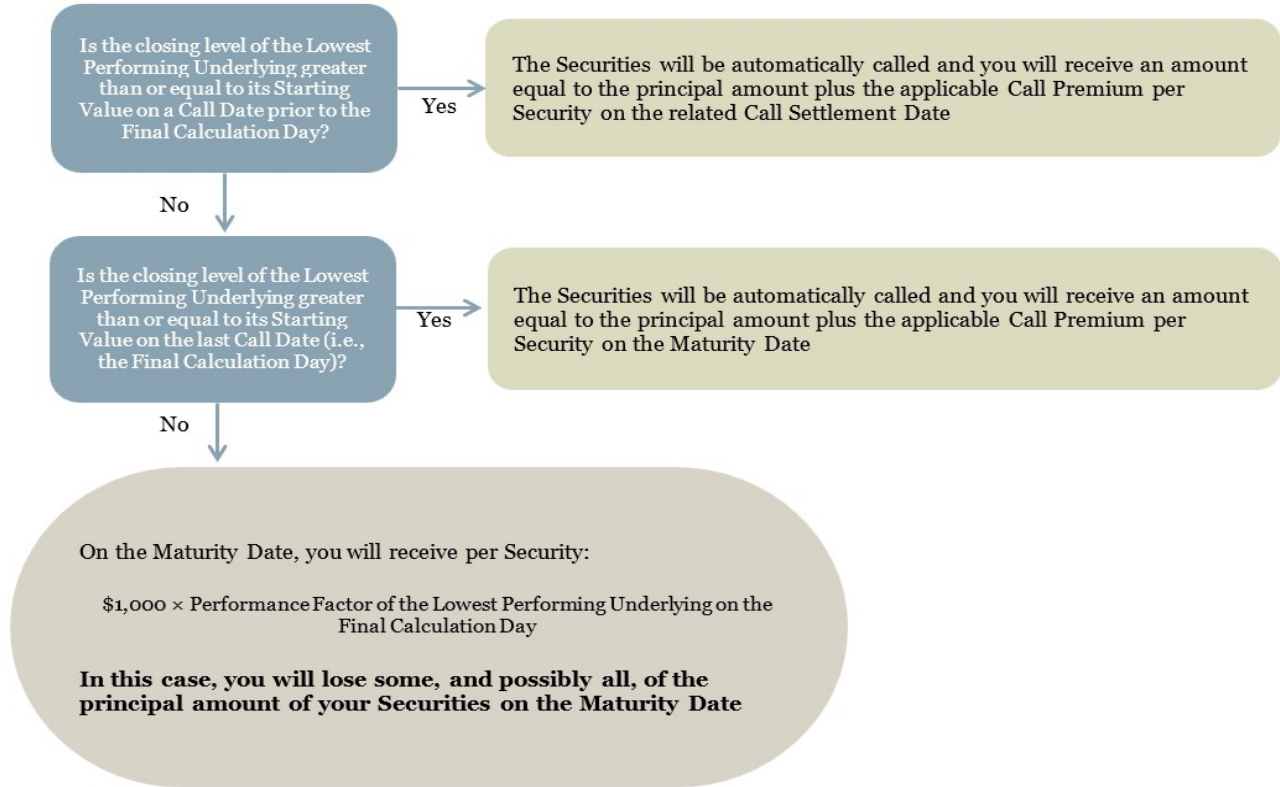 Is the closing level of the Lowest
Performing Underlying greater
than or equal to its Starting
Value on a Call Date prior to the
Final Calculation Day?
Yes
The Securities will be automatically called and you will receive an amount
equal to the principal amount plus the applicable Call Premium per
Security on the related Call Settlement Date
No
Is the closing level of the Lowest
Performing Underlying greater
than or equal to its Starting
Value on the last Call Date (i.e.,
the Final Calculation Day)?
Yes
The Securities will be automatically called and you will receive an amount
equal to the principal amount plus the applicable Call Premium per
Security on the Maturity Date
No
On the Maturity Date, you will receive per Security:
$1,000 × Performance Factor of the Lowest Performing Underlying on the
Final Calculation Day
In this case, you will lose some, and possibly all, of the
principal amount of your Securities on the Maturity Date